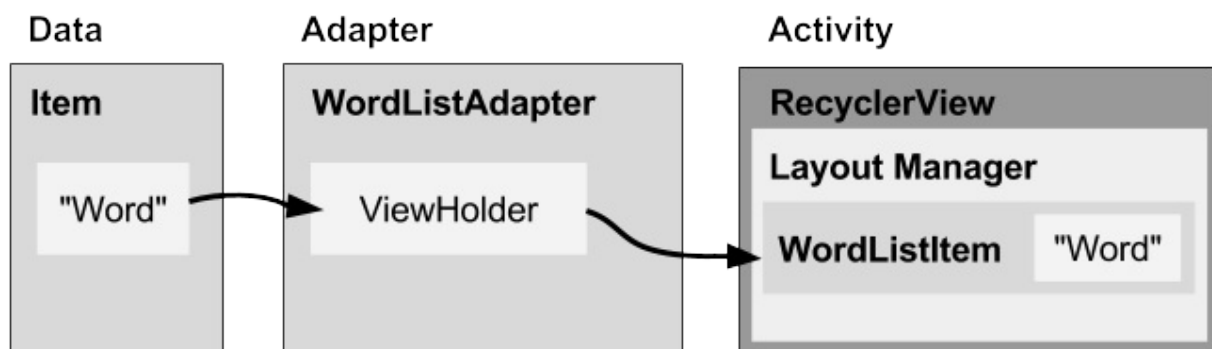 Data
Adapter
Activity
Item
WordListAdapter
RecyclerView
Layout Manager
"Word"
ViewHolder
WordListItem
"Word"